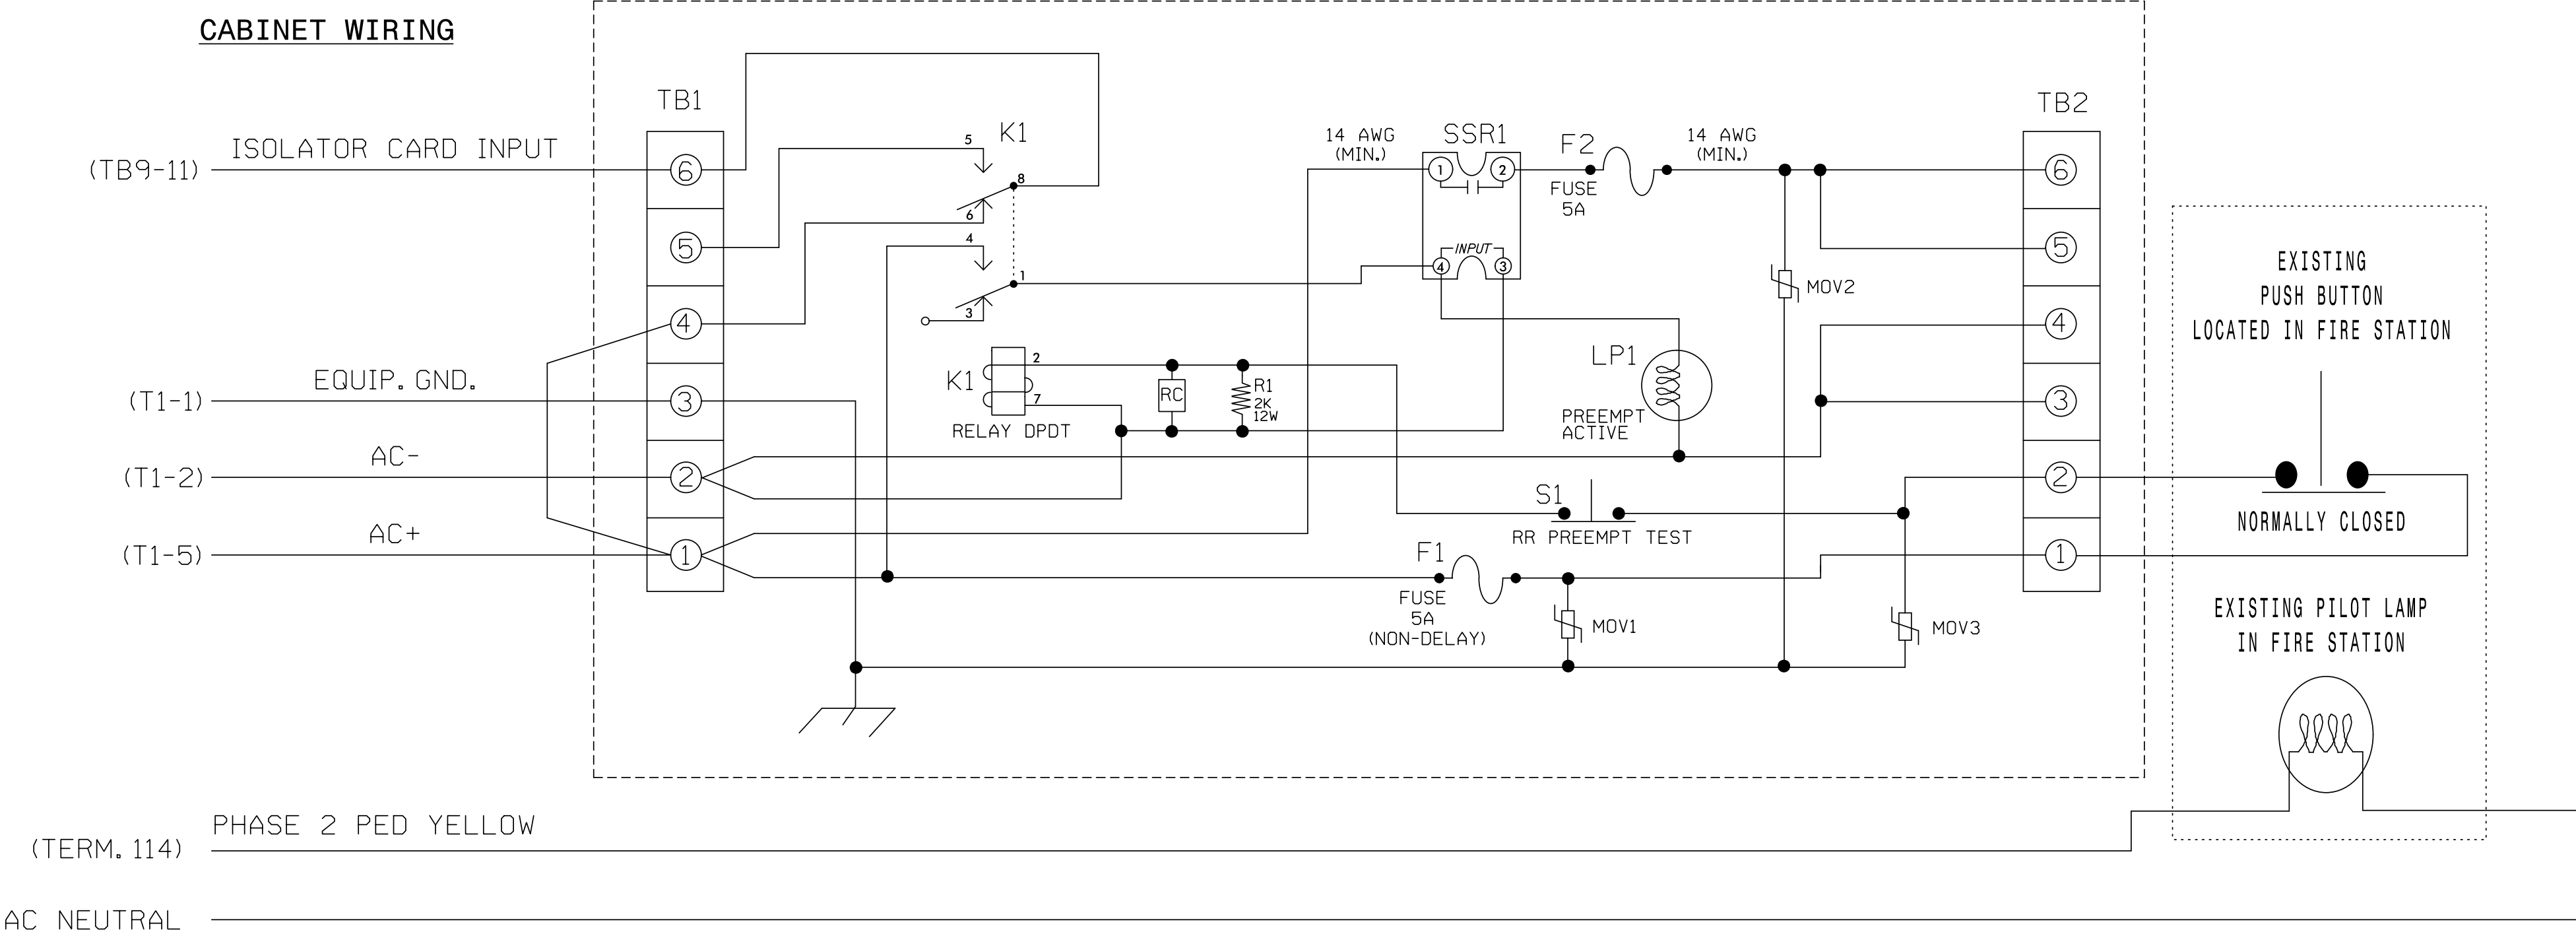 CABINET WIRING
TB1
TB2
K1
5
8
6
4
1
3
(TB9-11)
ISOLATOR CARD INPUT
6
5
4
3
2
1
(T1-1)
EQUIP. GND.
(T1-2)
AC-
(T1-5)
AC+
K1
2
7
RELAY DPDT
RC
R1
2K
12W
14 AWG
(MIN.)
SSR1
1
2
INPUT
4
3
F2
FUSE
5A
14 AWG
(MIN.)
MOV2
LP1
PREEMPT
ACTIVE
S1
RR PREEMPT TEST
F1
FUSE
5A
(NON-DELAY)
MOV1
MOV3
6
5
4
3
2
1
EXISTING
PUSH BUTTON
LOCATED IN FIRE STATION
NORMALLY CLOSED
EXISTING PILOT LAMP
IN FIRE STATION
(TERM. 114)
PHASE 2 PED YELLOW
AC NEUTRAL